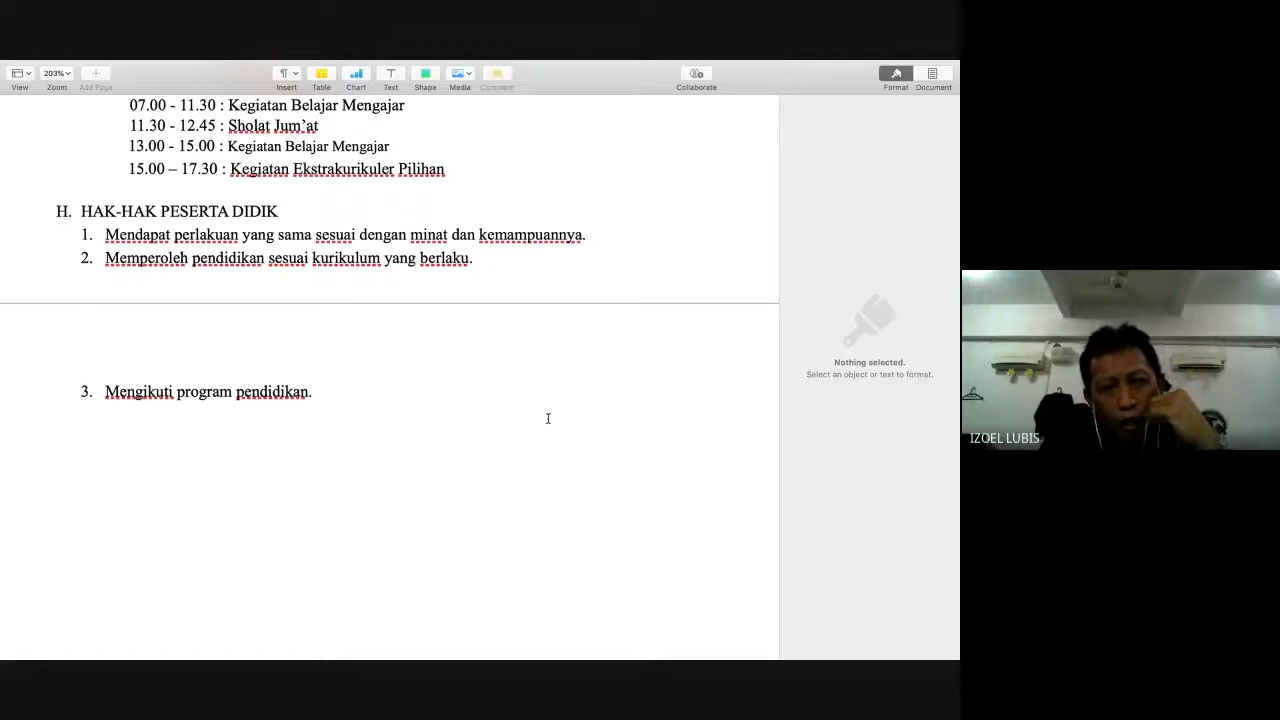 203%
View
Zoom
Add Page
Insert
Table
Chart
Text
Shape
Media
Comment
Collaborate
Format
Document
07.00 - 11.30 : Kegiatan Belajar Mengajar
11.30 - 12.45 : Sholat Jum’at
13.00 - 15.00 : Kegiatan Belajar Mengajar
15.00 – 17.30 : Kegiatan Ekstrakurikuler Pilihan
H. HAK-HAK PESERTA DIDIK
1. Mendapat perlakuan yang sama sesuai dengan minat dan kemampuannya.
2. Memperoleh pendidikan sesuai kurikulum yang berlaku.
3. Mengikuti program pendidikan.
Nothing selected.
Select an object or text to format.
IZOEL LUBIS